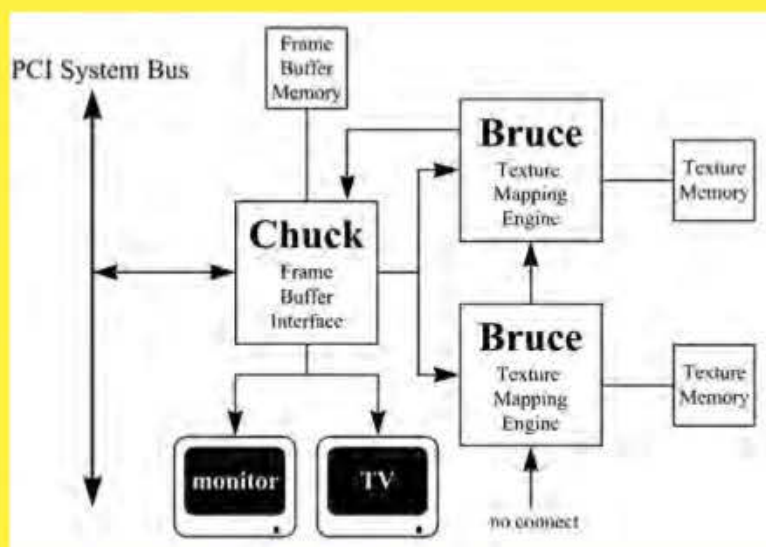 PCI System Bus
Frame
Buffer
Memory
Chuck
Frame
Buffer
Interface
Bruce
Texture
Mapping
Engine
Texture
Memory
Bruce
Texture
Mapping
Engine
Texture
Memory
monitor
TV
no connect